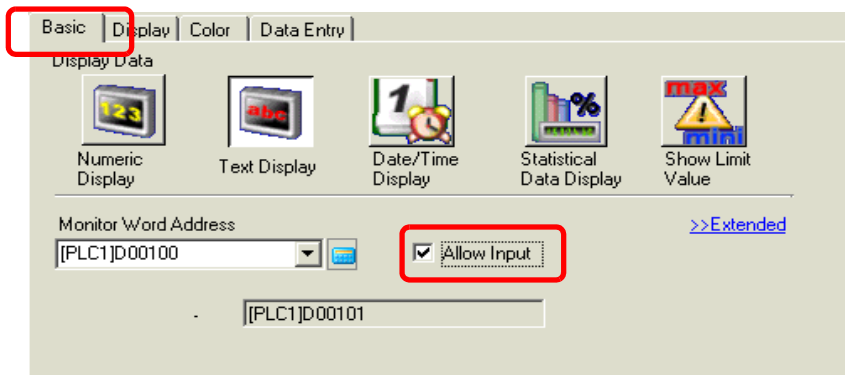 Basic Display Color Data Entry
Display Data
123 abc 1 % max mini
Numeric Display
Text Display
Date/Time Display
Statistical Data Display
Show Limit Value
Monitor Word Address
>>Extended
[PLC1]D00100
Allow Input
- [PLC1]D00101